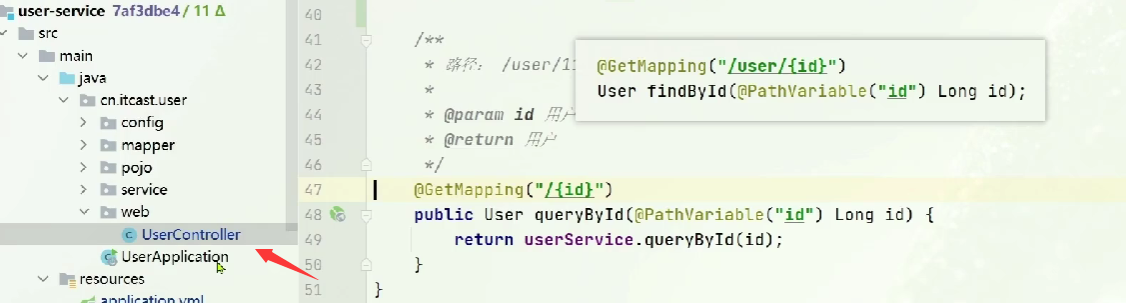 user-service 7af3dbe4 / 11 Δ
src
main
java
cn.itcast.user
config
mapper
pojo
service
web
UserController
UserApplication
resources
application.yml
40
41 /**
42 * 路径： /user/11
43 *
44 * @param id 用户
45 * @return 用户
46 */
47 @GetMapping("/{id}")
48 public User queryById(@PathVariable("id") Long id) {
49 return userService.queryById(id);
50 }
51 }
@GetMapping("/user/{id}")
User findById(@PathVariable("id") Long id);